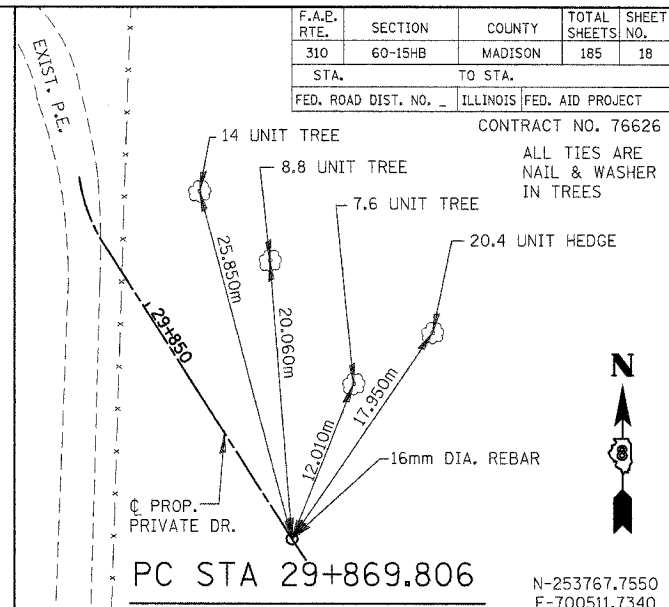 F.A.P. RTE. SECTION COUNTY TOTAL SHEETS SHEET NO.
310 60-15HB MADISON 185 18
STA. TO STA.
FED. ROAD DIST. NO. _ ILLINOIS FED. AID PROJECT
CONTRACT NO. 76626
ALL TIES ARE
NAIL & WASHER
IN TREES
EXIST. P.E.
14 UNIT TREE
8.8 UNIT TREE
7.6 UNIT TREE
20.4 UNIT HEDGE
25.850m
20.060m
12.010m
17.950m
29+850
N
8
16mm DIA. REBAR
℄ PROP.
PRIVATE DR.
PC STA 29+869.806
N-253767.7550
E-700511.7340